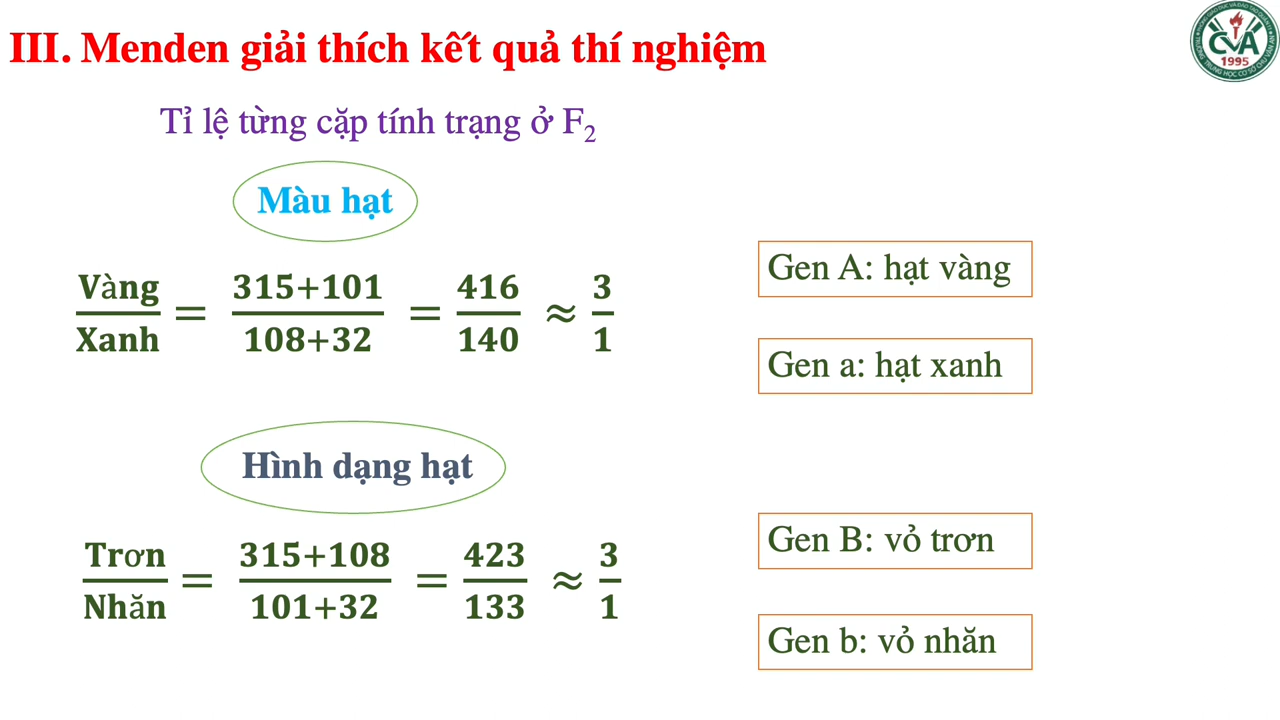 III. Menden giải thích kết quả thí nghiệm
Tỉ lệ từng cặp tính trạng ở F₂
Màu hạt
Vàng/Xanh = 315+101/108+32 = 416/140 ≈ 3/1
Gen A: hạt vàng
Gen a: hạt xanh
Hình dạng hạt
Trơn/Nhăn = 315+108/101+32 = 423/133 ≈ 3/1
Gen B: vỏ trơn
Gen b: vỏ nhăn
CVA
1995